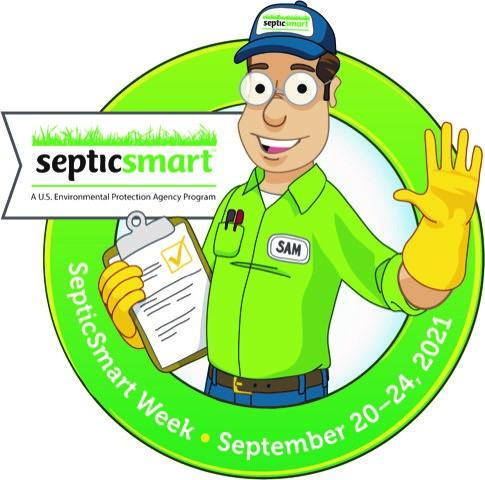 septicsmart
septicsmart
A U.S. Environmental Protection Agency Program
SAM
SepticSmart Week • September 20–24, 2021